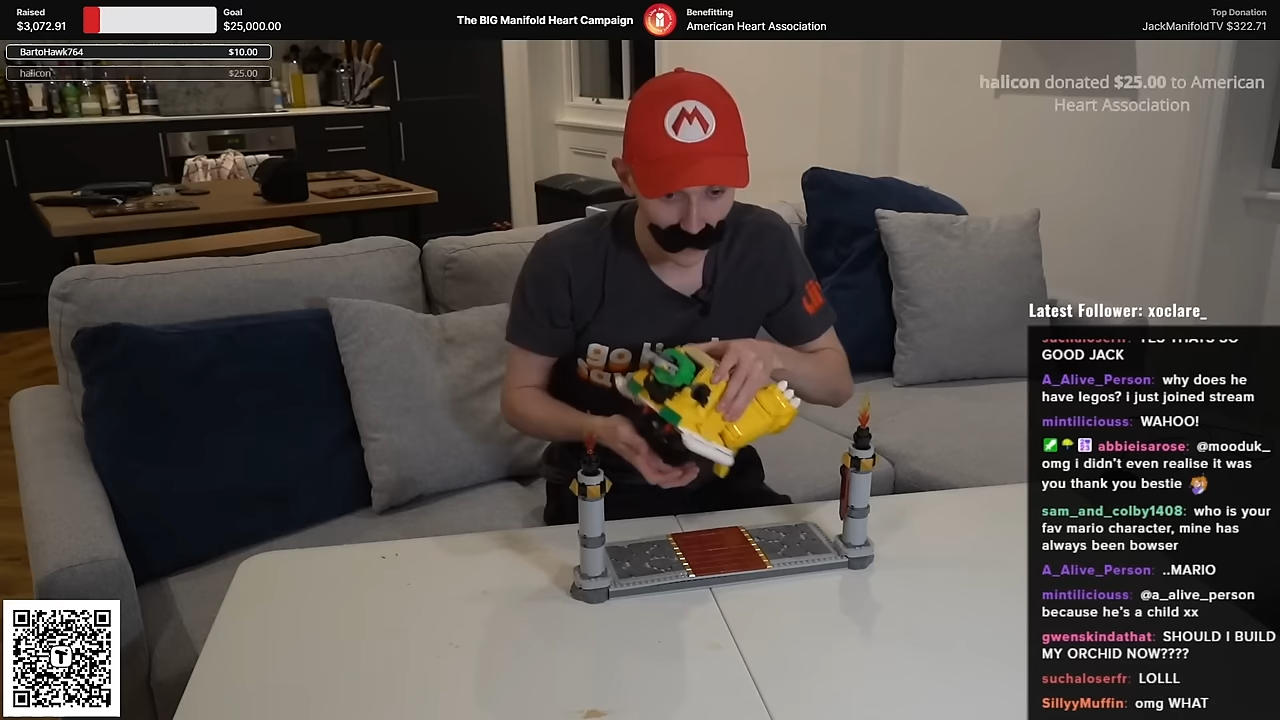 Raised
$3,072.91
Goal
$25,000.00
The BIG Manifold Heart Campaign
Benefitting
American Heart Association
Top Donation
JackManifoldTV $322.71
BartoHawk764 $10.00
halicon $25.00
halicon donated $25.00 to American
Heart Association
M
Latest Follower: xoclare_
suchaloserfr: YES THATS SO
GOOD JACK
A_Alive_Person: why does he
have legos? i just joined stream
mintiliciouss: WAHOO!
abbieisarose: @mooduk_
omg i didn't even realise it was
you thank you bestie
sam_and_colby1408: who is your
fav mario character, mine has
always been bowser
A_Alive_Person: ..MARIO
mintiliciouss: @a_alive_person
because he's a child xx
gwenskindathat: SHOULD I BUILD
MY ORCHID NOW????
suchaloserfr: LOLLL
SillyyMuffin: omg WHAT
go
T